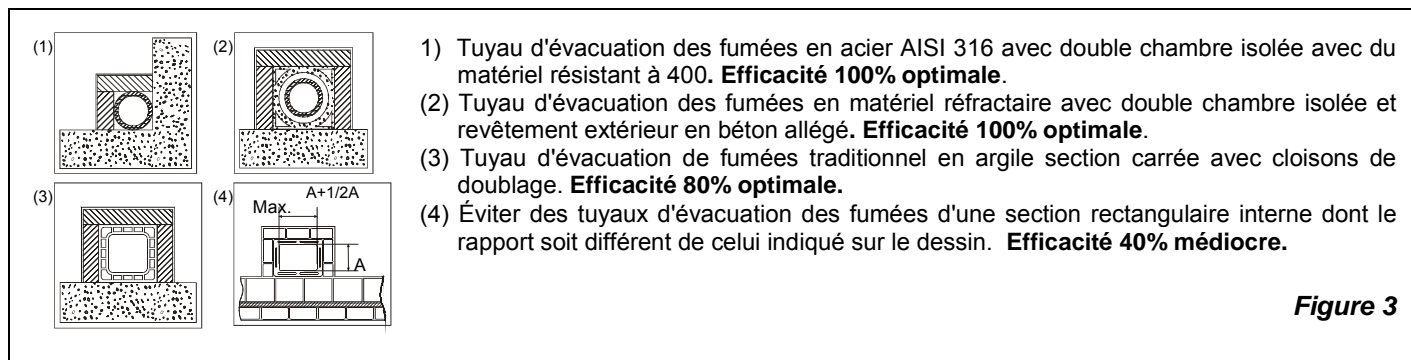 (1)
(2)
(3)
(4)
Max.
A+1/2A
A
1) Tuyau d'évacuation des fumées en acier AISI 316 avec double chambre isolée avec du
matériel résistant à 400. Efficacité 100% optimale.
(2) Tuyau d'évacuation des fumées en matériel réfractaire avec double chambre isolée et
revêtement extérieur en béton allégé. Efficacité 100% optimale.
(3) Tuyau d'évacuation de fumées traditionnel en argile section carrée avec cloisons de
doublage. Efficacité 80% optimale.
(4) Éviter des tuyaux d'évacuation des fumées d'une section rectangulaire interne dont le
rapport soit différent de celui indiqué sur le dessin. Efficacité 40% médiocre.
Figure 3